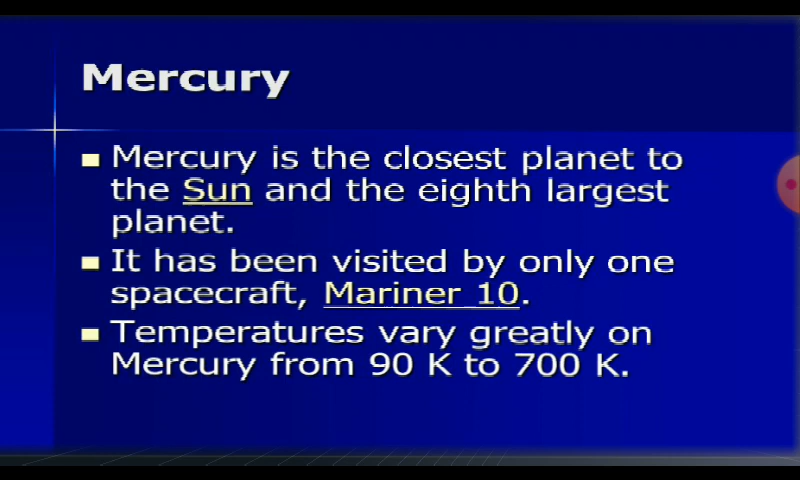 Mercury
Mercury is the closest planet to
the Sun and the eighth largest
planet.
It has been visited by only one
spacecraft, Mariner 10.
Temperatures vary greatly on
Mercury from 90 K to 700 K.